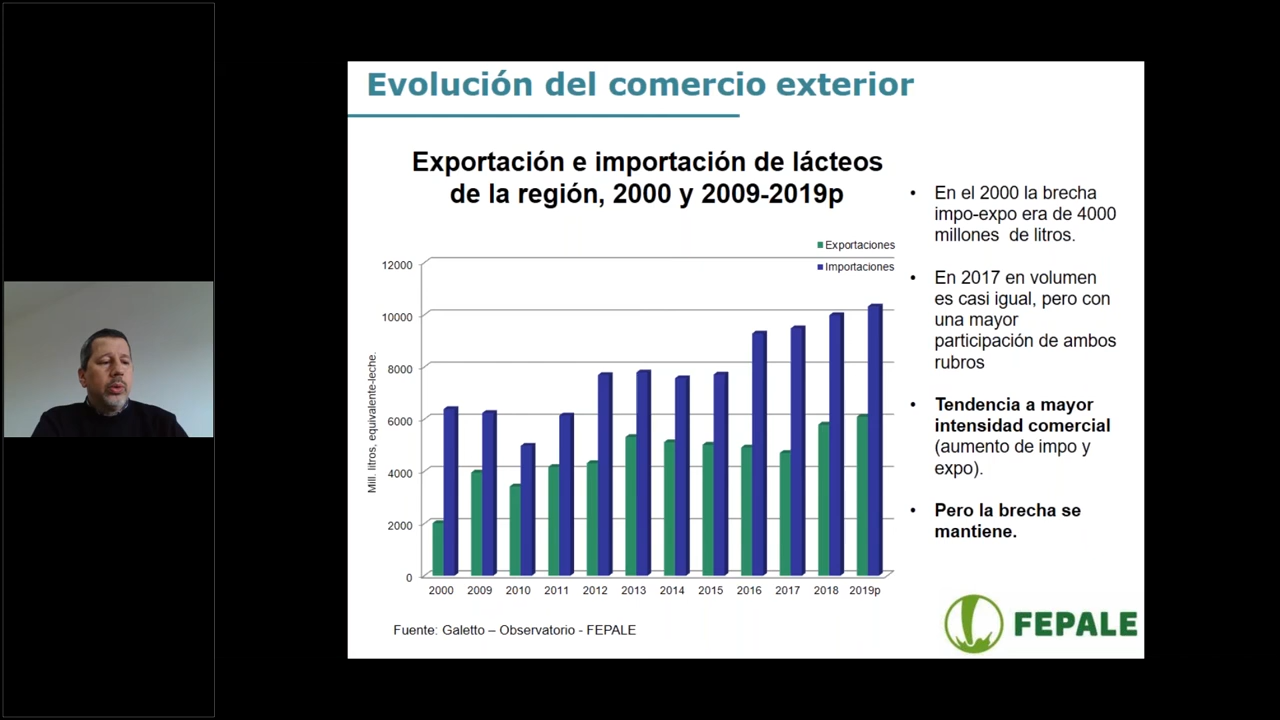 Evolución del comercio exterior
Exportación e importación de lácteos
de la región, 2000 y 2009-2019p
Exportaciones
Importaciones
Mill. litros, equivalente-leche.
12000
10000
8000
6000
4000
2000
0
2000 2009 2010 2011 2012 2013 2014 2015 2016 2017 2018 2019p
Fuente: Galetto – Observatorio - FEPALE
• En el 2000 la brecha
impo-expo era de 4000
millones de litros.
• En 2017 en volumen
es casi igual, pero con
una mayor
participación de ambos
rubros
• Tendencia a mayor
intensidad comercial
(aumento de impo y
expo).
• Pero la brecha se
mantiene.
FEPALE